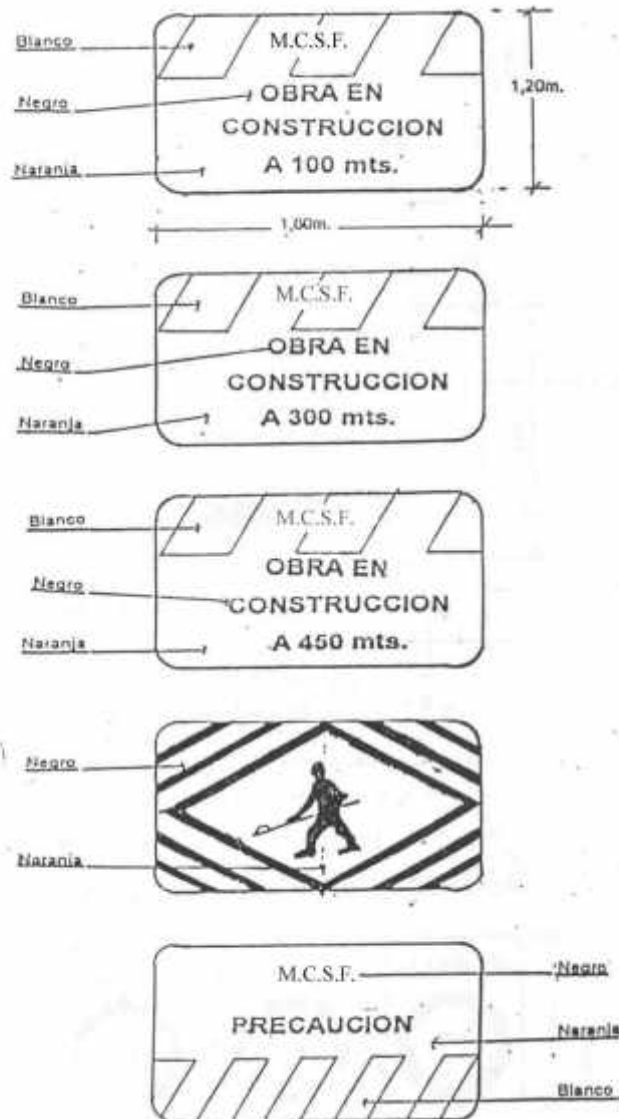 Blanco
M.C.S.F.
Negro
OBRA EN
CONSTRUCCION
Naranja
A 100 mts.
1,20m.
1,60m.
Blanco
M.C.S.F.
Negro
OBRA EN
CONSTRUCCION
Naranja
A 300 mts.
Blanco
M.C.S.F.
OBRA EN
Negro
CONSTRUCCION
Naranja
A 450 mts.
Negro
Naranja
M.C.S.F.
Negro
PRECAUCION
Naranja
Blanco